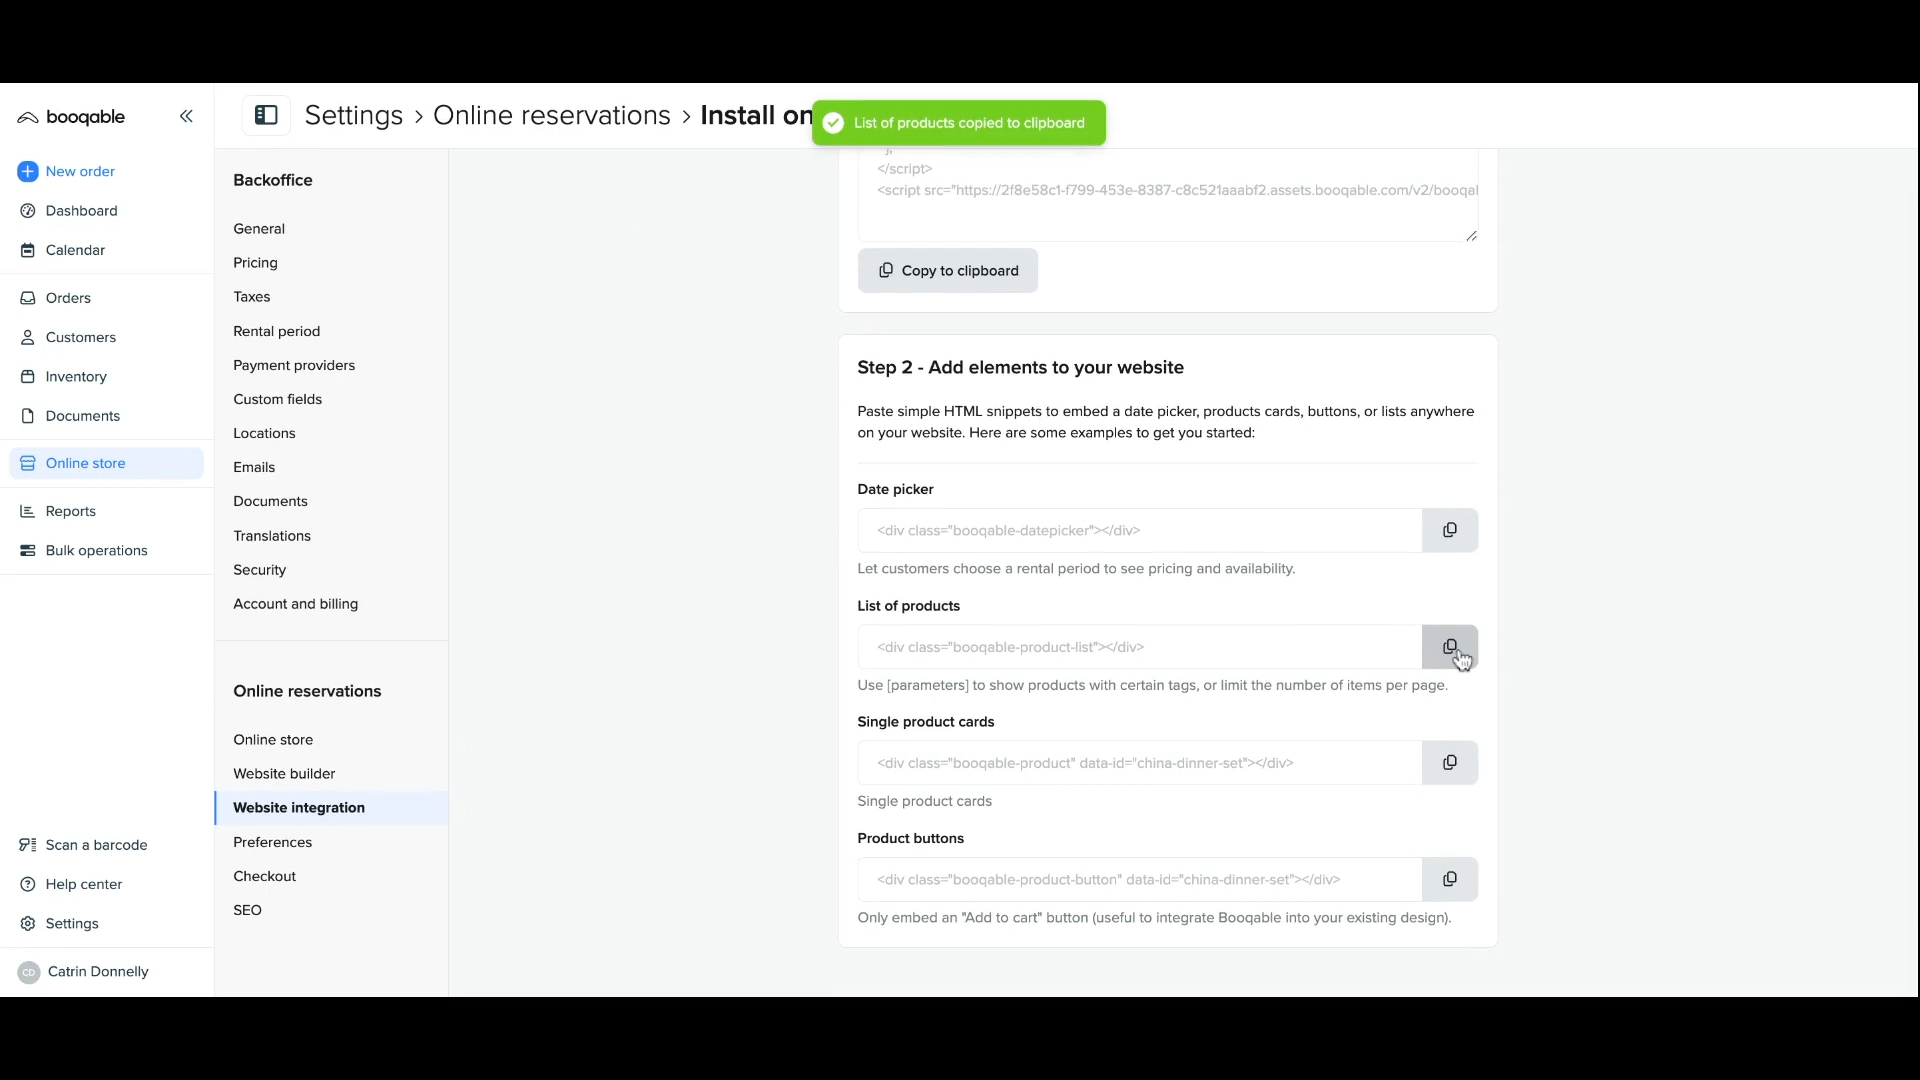 booqable
New order
Dashboard
Calendar
Orders
Customers
Inventory
Documents
Online store
Reports
Bulk operations
Scan a barcode
Help center
Settings
CD Catrin Donnelly
Settings > Online reservations > Install on
List of products copied to clipboard
Backoffice
General
Pricing
Taxes
Rental period
Payment providers
Custom fields
Locations
Emails
Documents
Translations
Security
Account and billing
Online reservations
Online store
Website builder
Website integration
Preferences
Checkout
SEO
};
</script>
<script src="https://2f8e58c1-f799-453e-8387-c8c521aaabf2.assets.booqable.com/v2/booqal
Copy to clipboard
Step 2 - Add elements to your website
Paste simple HTML snippets to embed a date picker, products cards, buttons, or lists anywhere
on your website. Here are some examples to get you started:
Date picker
<div class="booqable-datepicker"></div>
Let customers choose a rental period to see pricing and availability.
List of products
<div class="booqable-product-list"></div>
Use [parameters] to show products with certain tags, or limit the number of items per page.
Single product cards
<div class="booqable-product" data-id="china-dinner-set"></div>
Single product cards
Product buttons
<div class="booqable-product-button" data-id="china-dinner-set"></div>
Only embed an "Add to cart" button (useful to integrate Booqable into your existing design).